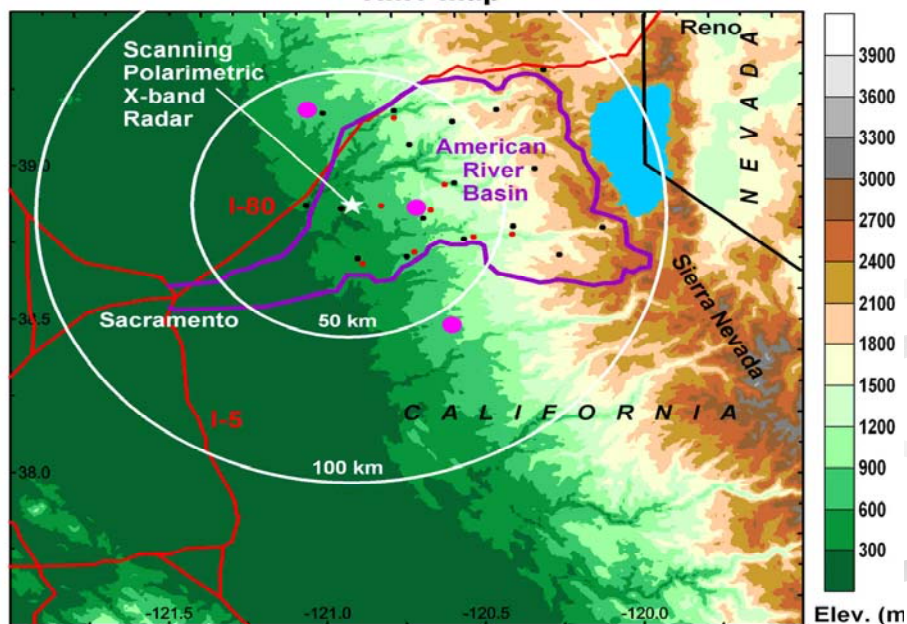 Reno
NEVADA
Scanning
Polarimetric
X-band
Radar
American
River
Basin
39.0
I-80
Sierra Nevada
38.5
Sacramento
50 km
CALIFORNIA
I-5
38.0
100 km
-121.5
-121.0
-120.5
-120.0
3900
3600
3300
3000
2700
2400
2100
1800
1500
1200
900
600
300
Elev. (m